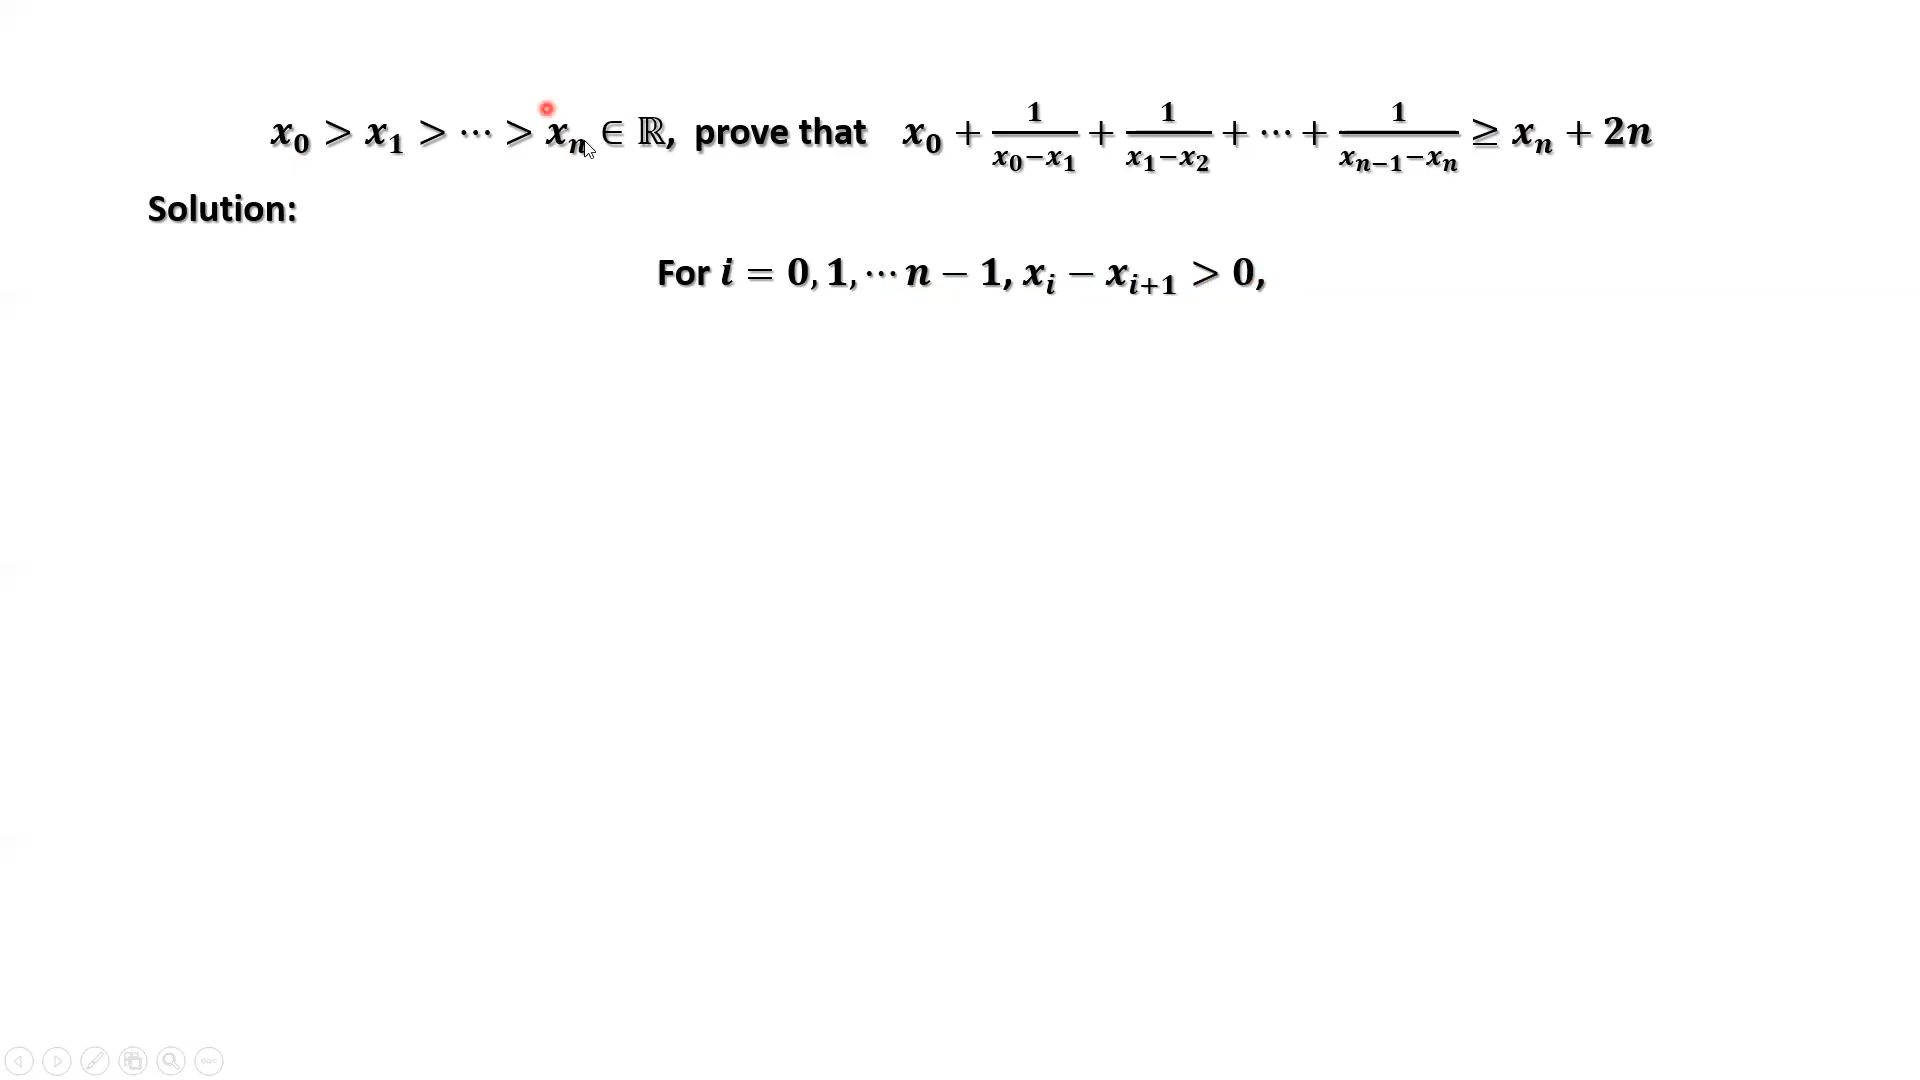 x₀ > x₁ > ⋯ > xₙ ∈ ℝ, prove that x₀ + 1/(x₀−x₁) + 1/(x₁−x₂) + ⋯ + 1/(xₙ₋₁−xₙ) ≥ xₙ + 2n
Solution:
For i = 0, 1, ⋯ n − 1, xᵢ − xᵢ₊₁ > 0,